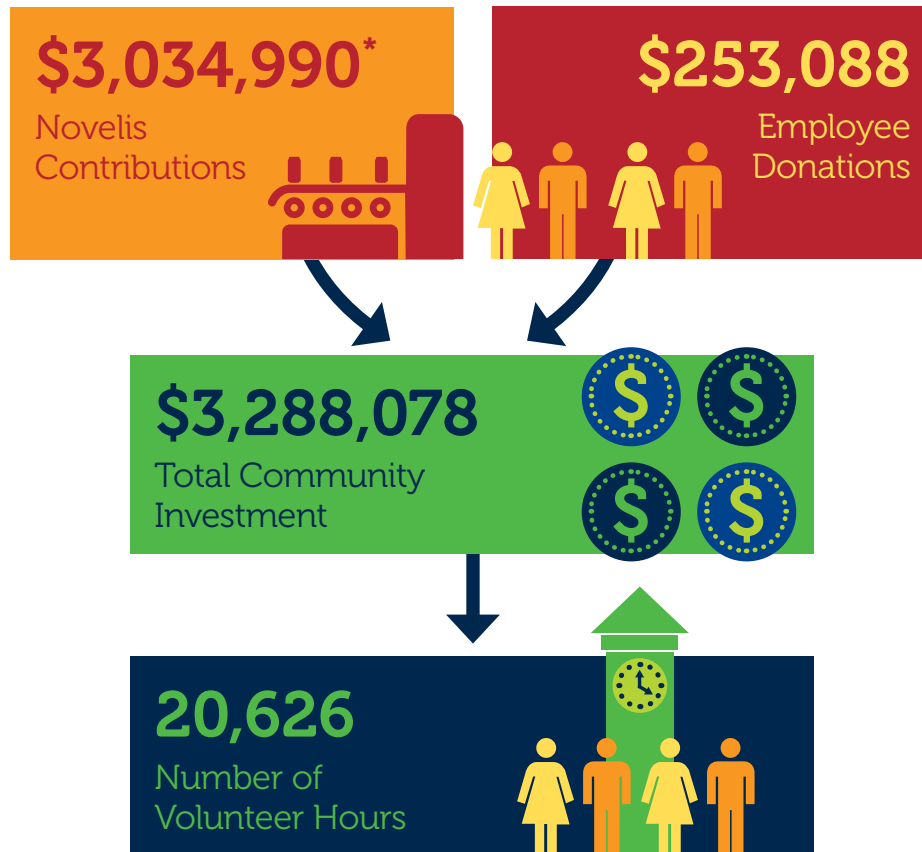 $3,034,990*
Novelis
Contributions
$253,088
Employee
Donations
$3,288,078
Total Community
Investment
$ $
$ $
20,626
Number of
Volunteer Hours